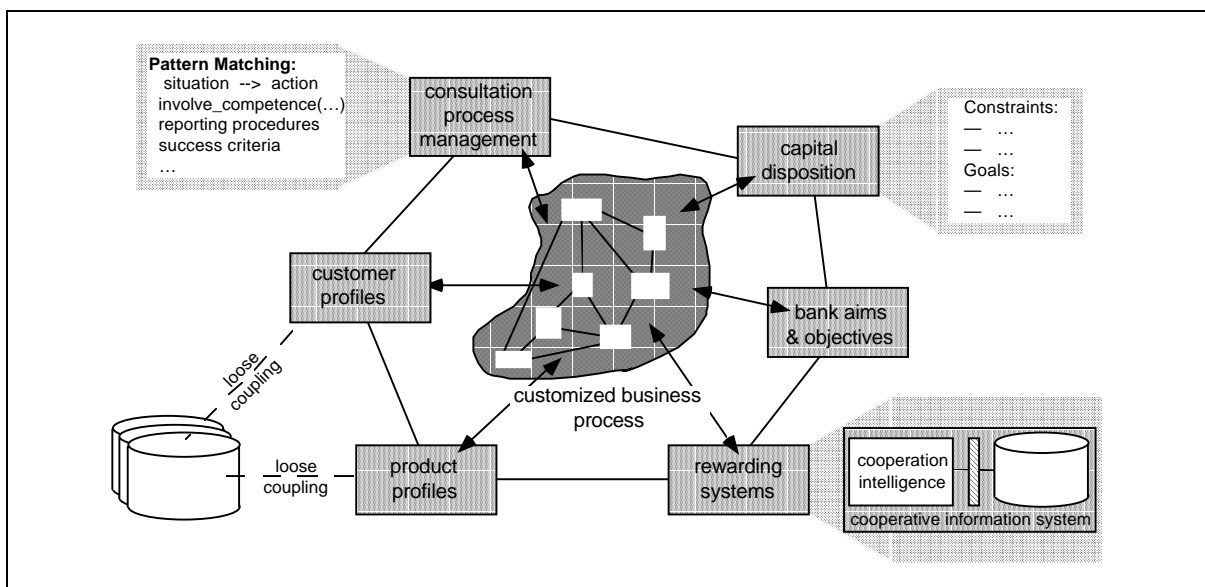 Pattern Matching:
situation --> action
involve_competence(…)
reporting procedures
success criteria
…
consultation
process
management
capital
disposition
Constraints:
— …
— …
Goals:
— …
— …
customer
profiles
bank aims
& objectives
loose
coupling
customized business
process
loose
coupling
product
profiles
rewarding
systems
cooperation
intelligence
cooperative information system